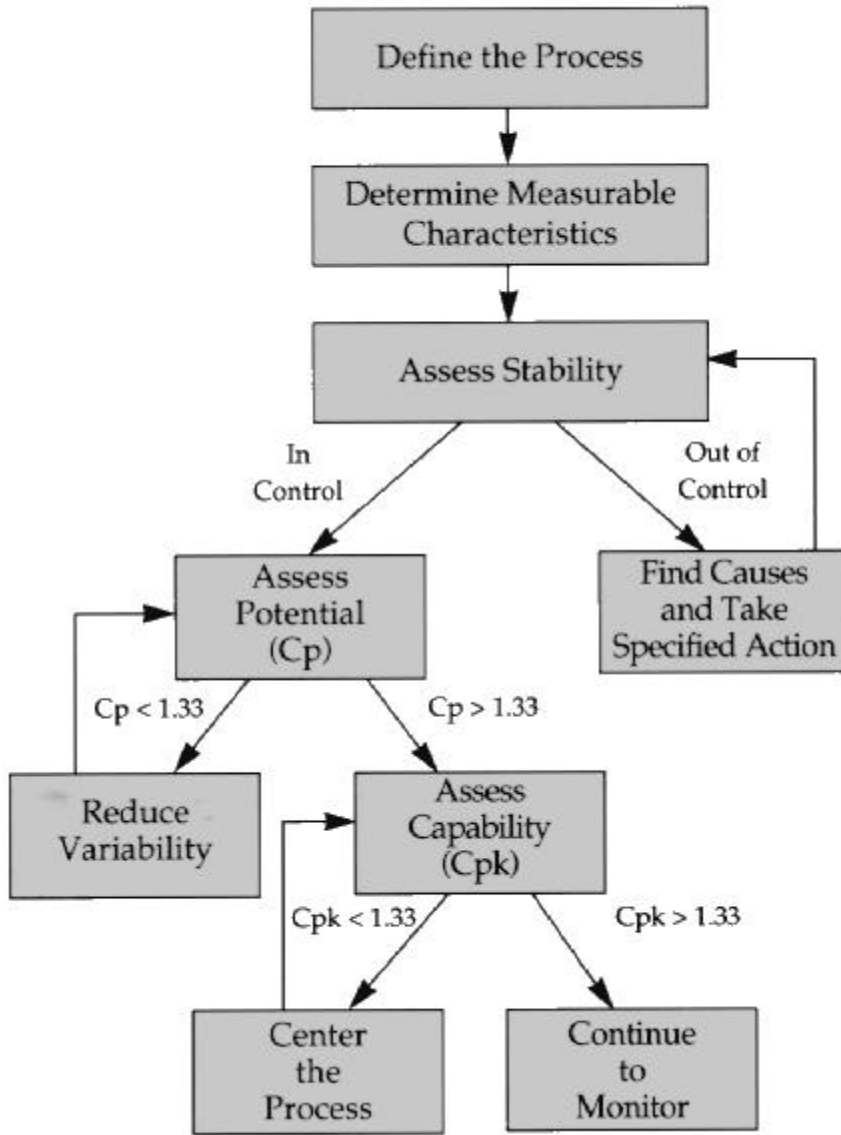 Define the Process
Determine Measurable
Characteristics
Assess Stability
In
Control
Out of
Control
Assess
Potential
(Cp)
Find Causes
and Take
Specified Action
Cp < 1.33
Cp > 1.33
Reduce
Variability
Assess
Capability
(Cpk)
Cpk < 1.33
Cpk > 1.33
Center
the
Process
Continue
to
Monitor